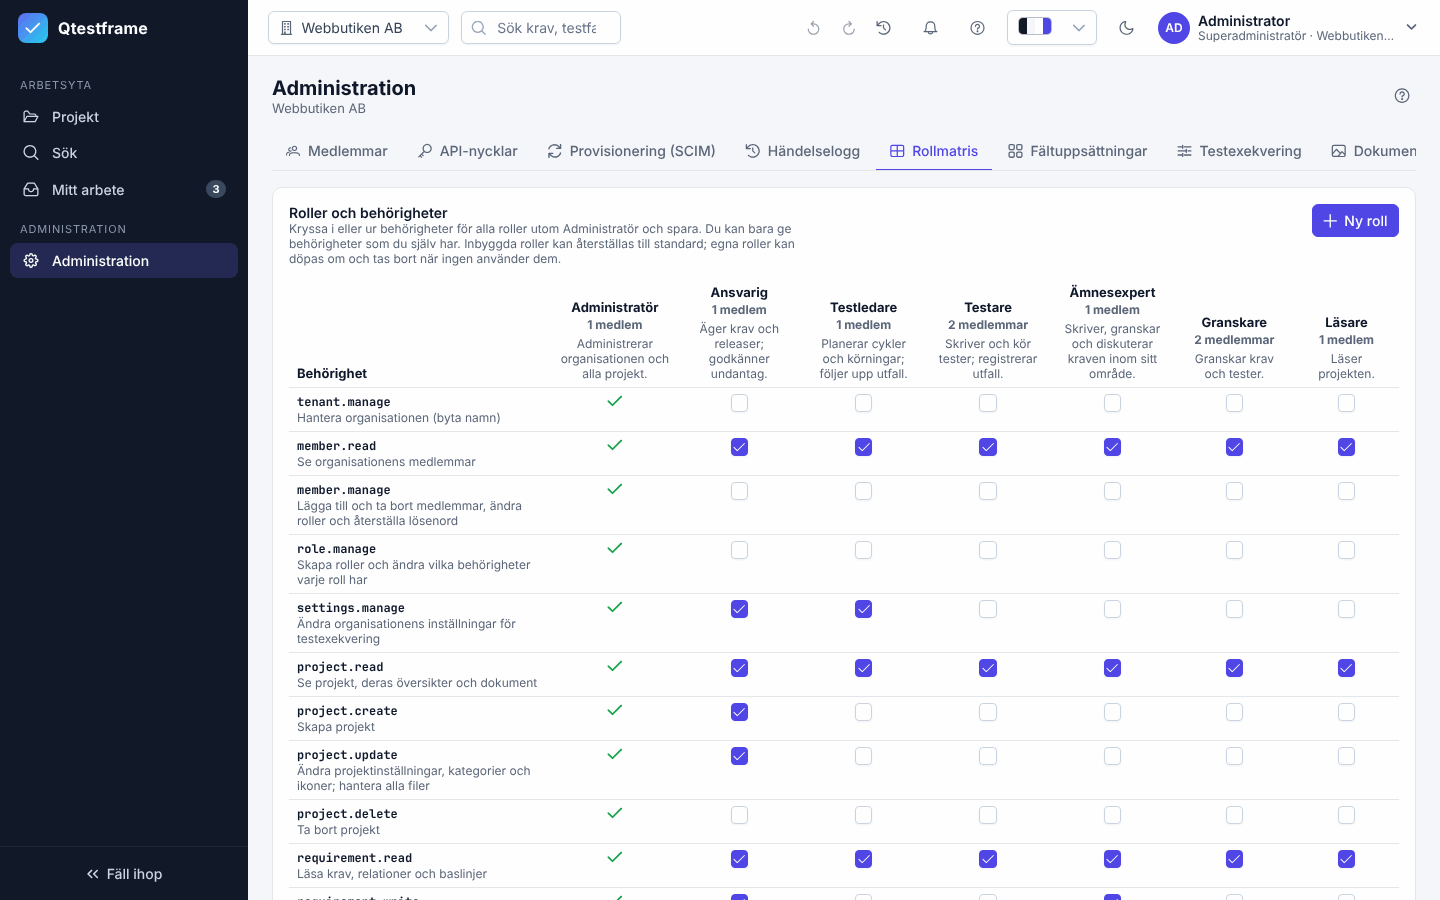 Qtestframe
Webbutiken AB
Sök krav, testfa
AD
Administrator
Superadministratör · Webbutiken...
ARBETSYTA
Projekt
Sök
Mitt arbete
3
ADMINISTRATION
Administration
Fäll ihop
Administration
Webbutiken AB
Medlemmar
API-nycklar
Provisionering (SCIM)
Händelselogg
Rollmatris
Fältuppsättningar
Testexekvering
Dokumen
Roller och behörigheter
Kryssa i eller ur behörigheter för alla roller utom Administratör och spara. Du kan bara ge
behörigheter som du själv har. Inbyggda roller kan återställas till standard; egna roller kan
döpas om och tas bort när ingen använder dem.
Ny roll
Behörighet
Administratör
1 medlem
Administrerar
organisationen och
alla projekt.
Ansvarig
1 medlem
Äger krav och
releaser;
godkänner
undantag.
Testledare
1 medlem
Planerar cykler
och körningar;
följer upp utfall.
Testare
2 medlemmar
Skriver och kör
tester; registrerar
utfall.
Ämnesexpert
1 medlem
Skriver, granskar
och diskuterar
kraven inom sitt
område.
Granskare
2 medlemmar
Granskar krav
och tester.
Läsare
1 medlem
Läser
projekten.
tenant.manage
Hantera organisationen (byta namn)
member.read
Se organisationens medlemmar
member.manage
Lägga till och ta bort medlemmar, ändra
roller och återställa lösenord
role.manage
Skapa roller och ändra vilka behörigheter
varje roll har
settings.manage
Ändra organisationens inställningar för
testexekvering
project.read
Se projekt, deras översikter och dokument
project.create
Skapa projekt
project.update
Ändra projektinställningar, kategorier och
ikoner; hantera alla filer
project.delete
Ta bort projekt
requirement.read
Läsa krav, relationer och baslinjer